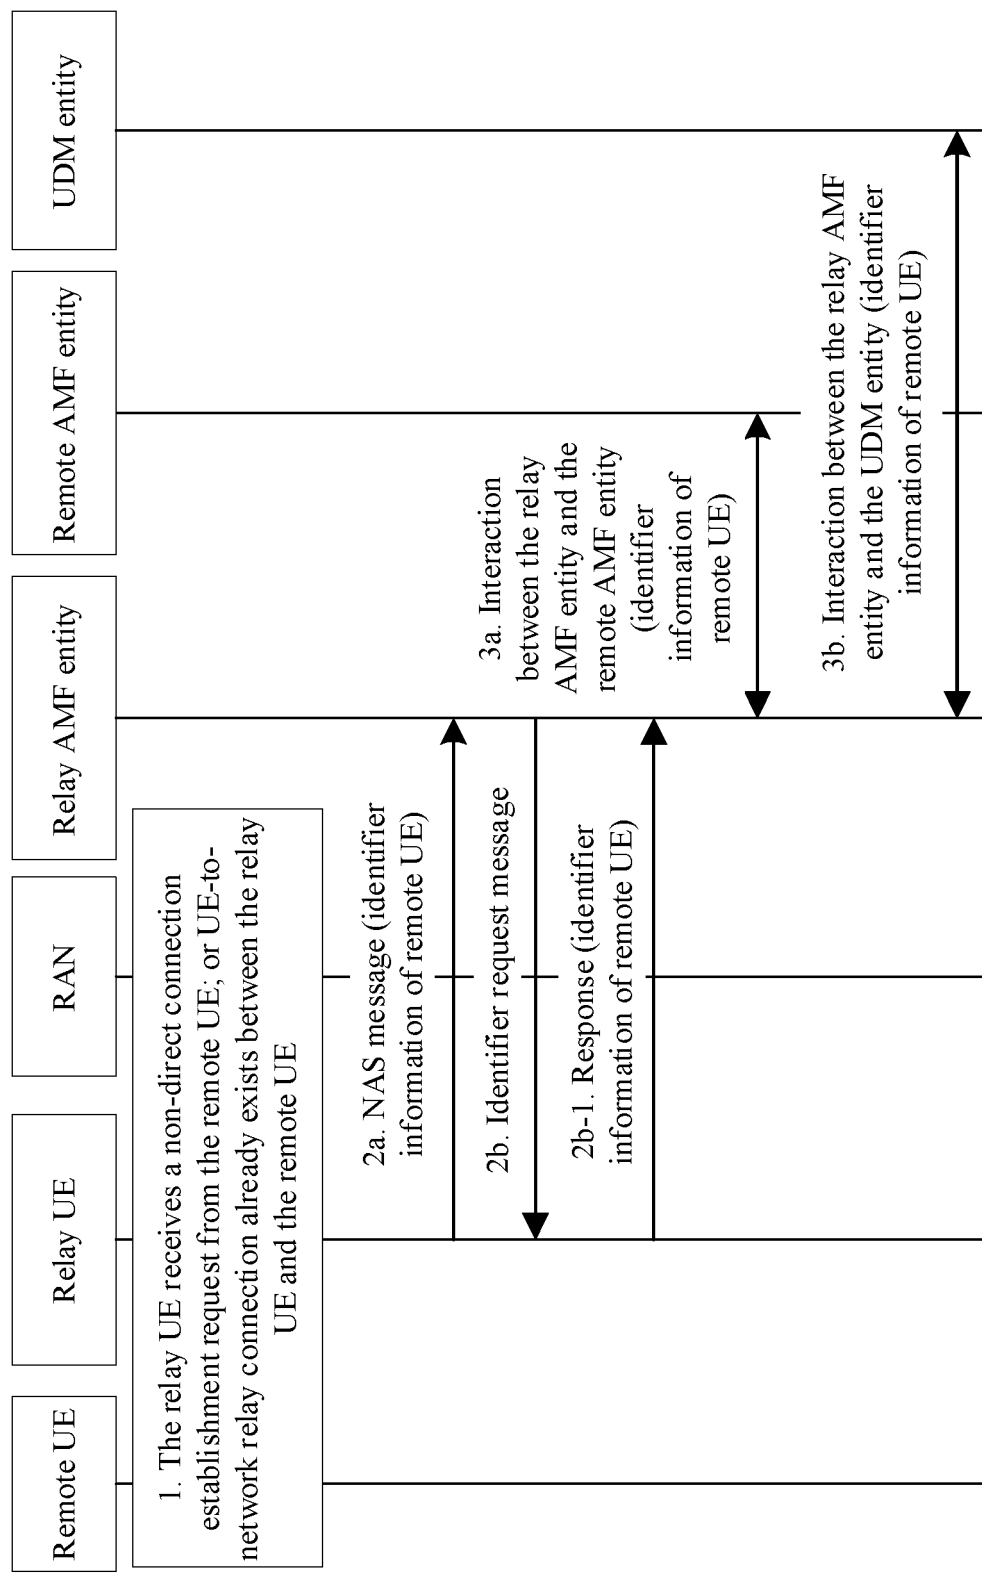 Remote UE
Relay UE
RAN
Relay AMF entity
Remote AMF entity
UDM entity
1. The relay UE receives a non-direct connection
establishment request from the remote UE; or UE-to-
network relay connection already exists between the relay
UE and the remote UE
2a. NAS message (identifier
information of remote UE)
2b. Identifier request message
2b-1. Response (identifier
information of remote UE)
3a. Interaction
between the relay
AMF entity and the
remote AMF entity
(identifier
information of
remote UE)
3b. Interaction between the relay AMF
entity and the UDM entity (identifier
information of remote UE)